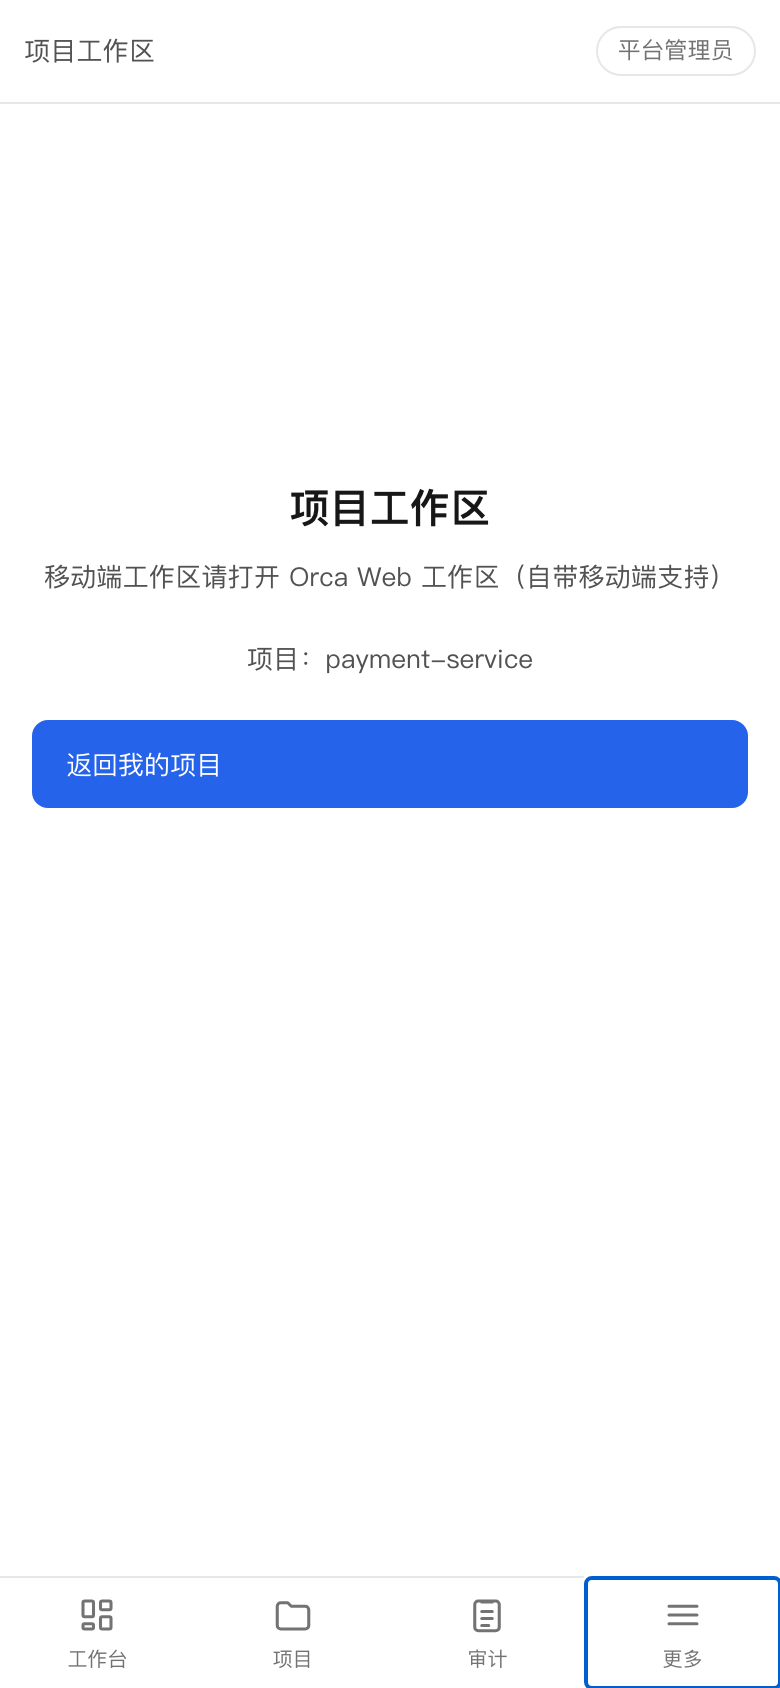 项目工作区
平台管理员
项目工作区
移动端工作区请打开 Orca Web 工作区（自带移动端支持）
项目：payment-service
返回我的项目
工作台
项目
审计
更多